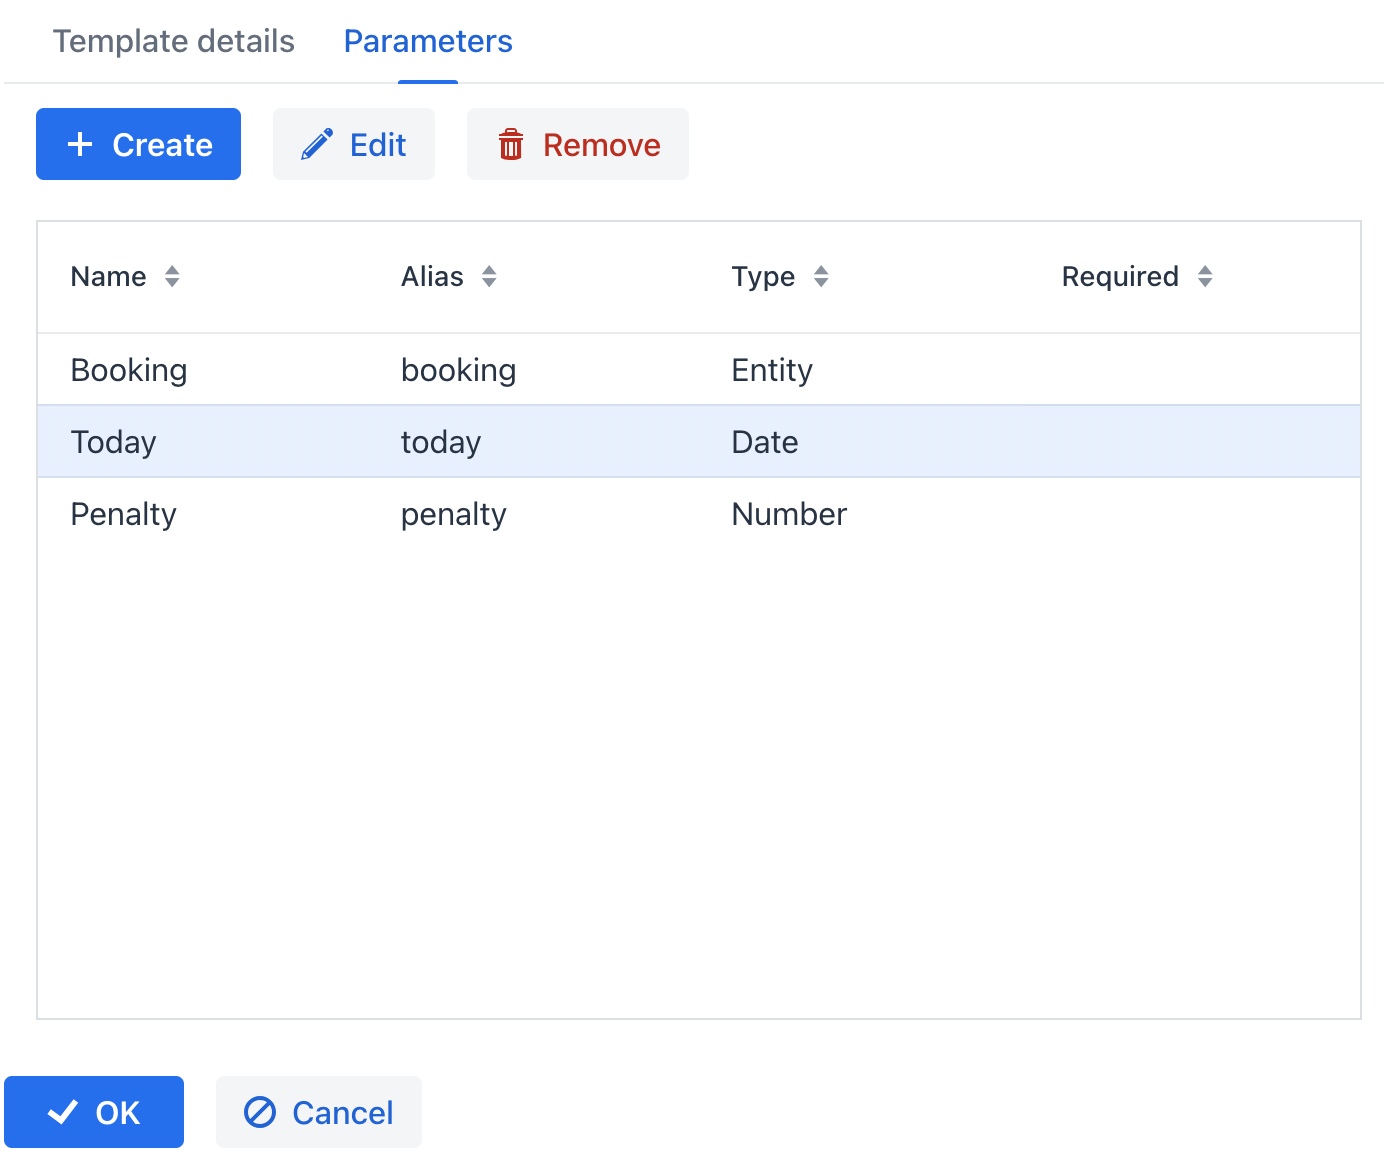 Template details Parameters
Create Edit Remove
Name Alias Type Required
Booking booking Entity
Today today Date
Penalty penalty Number
OK Cancel